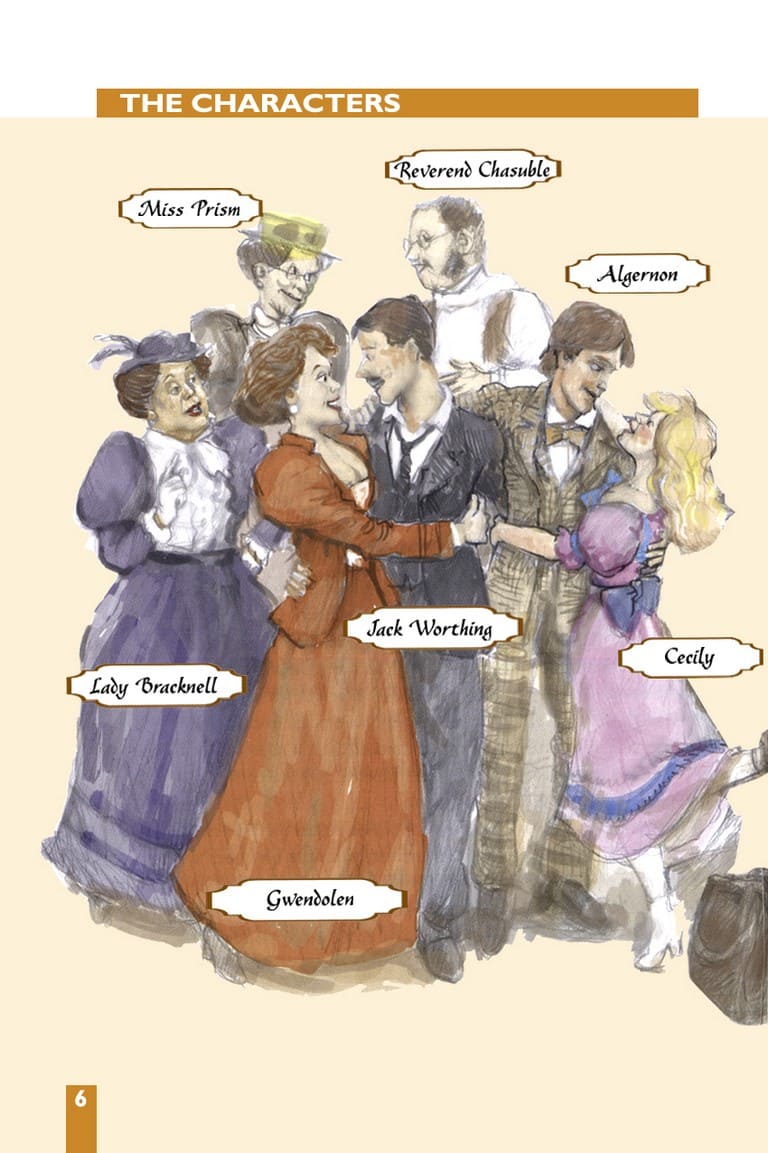 THE CHARACTERS
Reverend Chasuble
Miss Prism
Algernon
Jack Worthing
Cecily
Lady Bracknell
Gwendolen
6